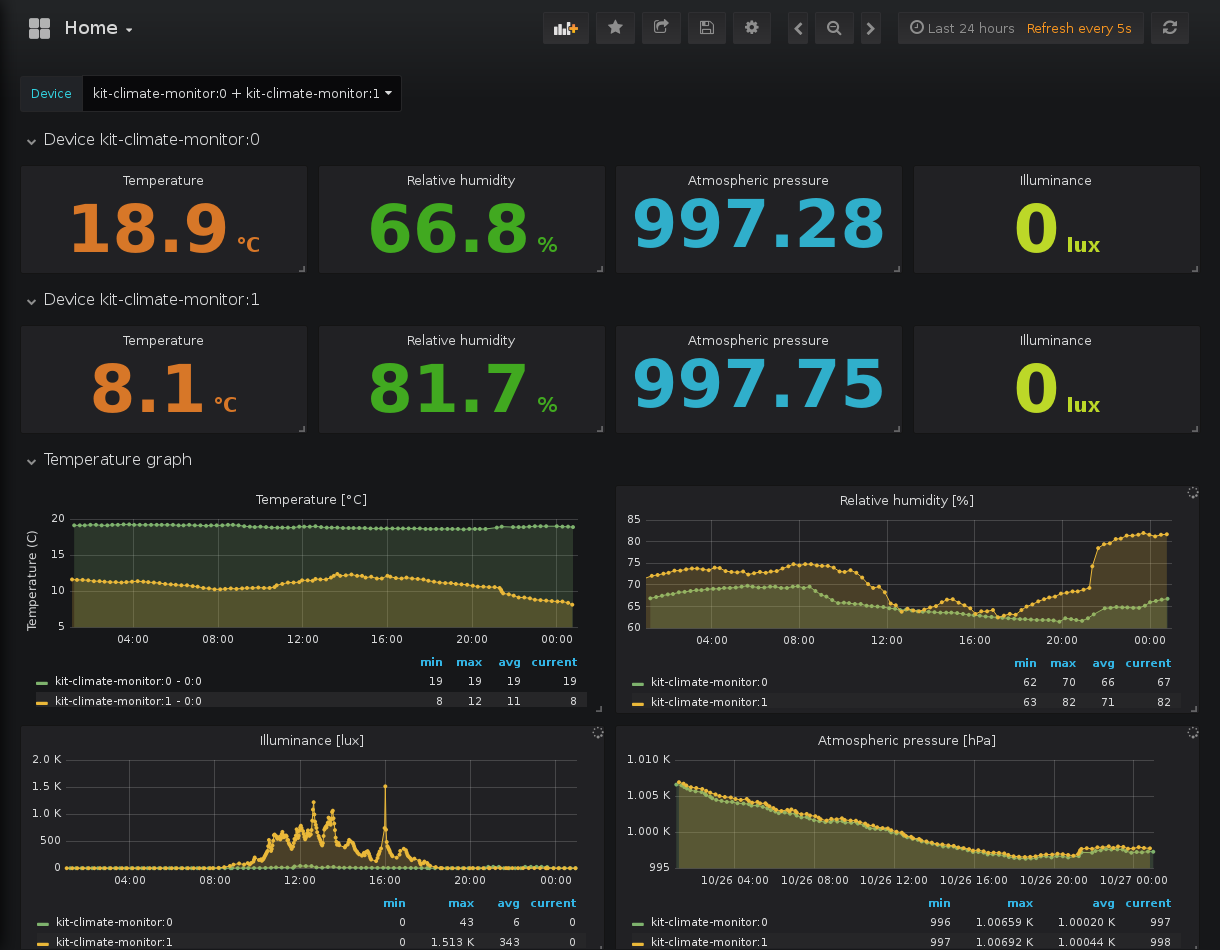 Home
Last 24 hours Refresh every 5s
Device kit-climate-monitor:0 + kit-climate-monitor:1
Device kit-climate-monitor:0
Temperature Relative humidity Atmospheric pressure Illuminance
18.9 °C 66.8 % 997.28 0 lux
Device kit-climate-monitor:1
Temperature Relative humidity Atmospheric pressure Illuminance
8.1 °C 81.7 % 997.75 0 lux
Temperature graph
Temperature [°C]
Temperature (C)
20
15
10
5
04:00 08:00 12:00 16:00 20:00 00:00
min max avg current
kit-climate-monitor:0 - 0:0 19 19 19 19
kit-climate-monitor:1 - 0:0 8 12 11 8
Relative humidity [%]
85
80
75
70
65
60
04:00 08:00 12:00 16:00 20:00 00:00
min max avg current
kit-climate-monitor:0 62 70 66 67
kit-climate-monitor:1 63 82 71 82
Illuminance [lux]
2.0 K
1.5 K
1.0 K
500
0
04:00 08:00 12:00 16:00 20:00 00:00
min max avg current
kit-climate-monitor:0 0 43 6 0
kit-climate-monitor:1 0 1.513 K 343 0
Atmospheric pressure [hPa]
1.010 K
1.005 K
1.000 K
995
10/26 04:00 10/26 08:00 10/26 12:00 10/26 16:00 10/26 20:00 10/27 00:00
min max avg current
kit-climate-monitor:0 996 1.00659 K 1.00020 K 997
kit-climate-monitor:1 997 1.00692 K 1.00044 K 998